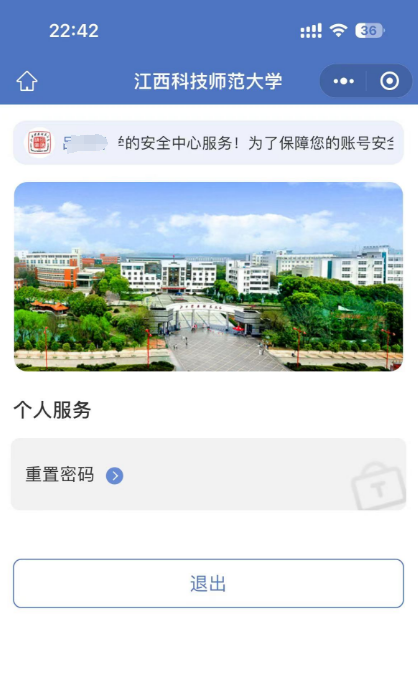 22:42
36
江西科技师范大学
学的安全中心服务！为了保障您的账号安全
个人服务
重置密码
退出